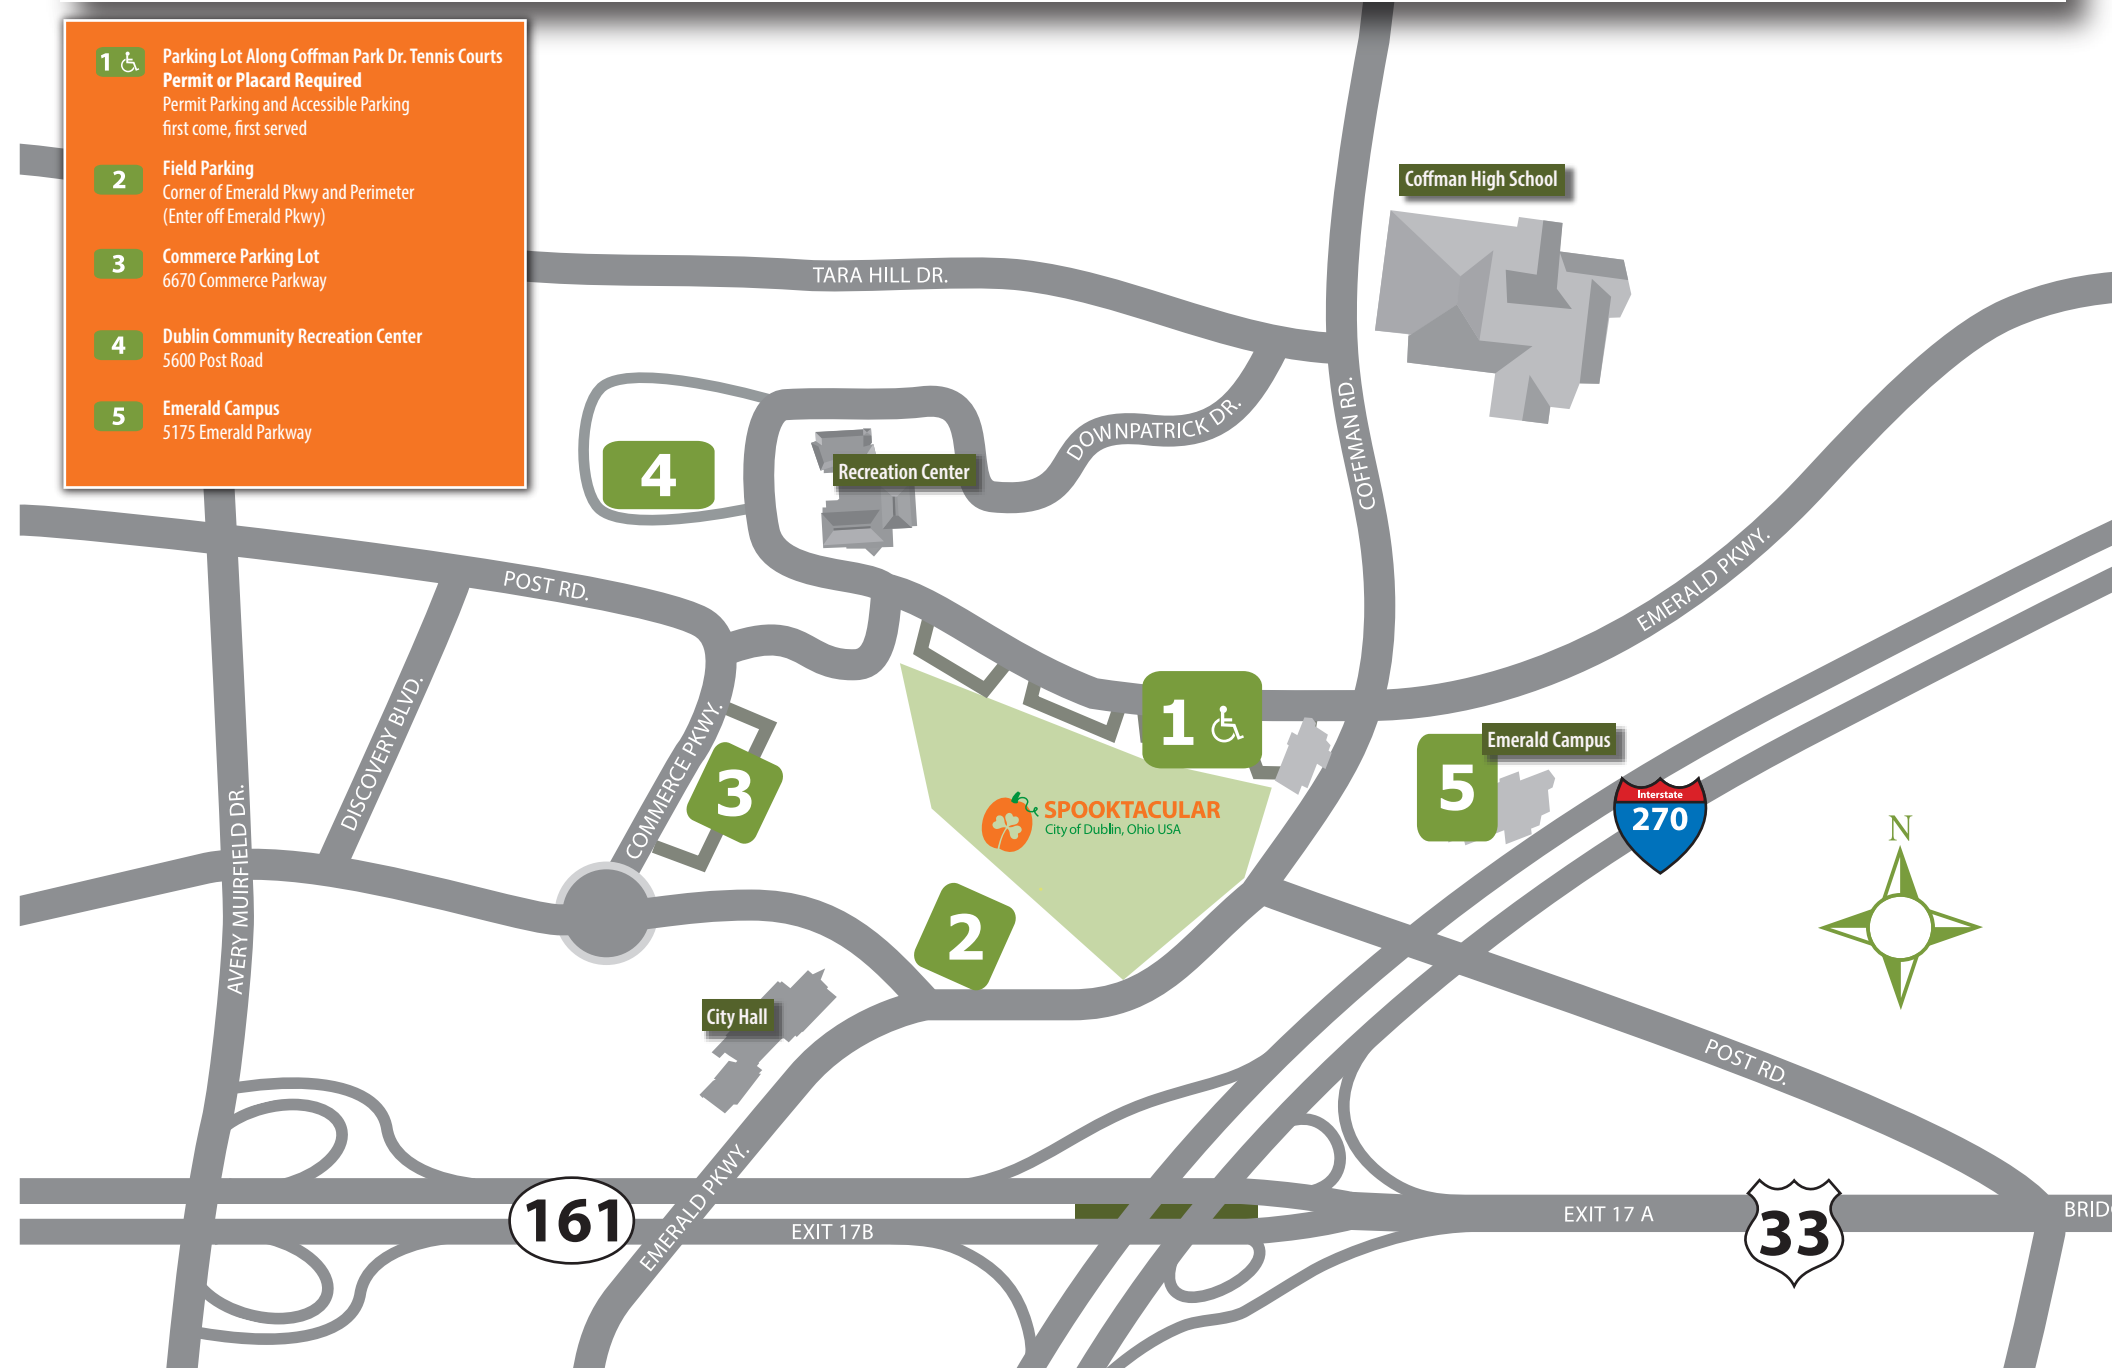 1
Parking Lot Along Coffman Park Dr. Tennis Courts
Permit or Placard Required
Permit Parking and Accessible Parking
first come, first served
2
Field Parking
Corner of Emerald Pkwy and Perimeter
(Enter off Emerald Pkwy)
3
Commerce Parking Lot
6670 Commerce Parkway
4
Dublin Community Recreation Center
5600 Post Road
5
Emerald Campus
5175 Emerald Parkway
Coffman High School
TARA HILL DR.
DOWNPATRICK DR.
COFFMAN RD.
4
Recreation Center
EMERALD PKWY.
POST RD.
DISCOVERY BLVD.
COMMERCE PKWY.
1
Emerald Campus
3
5
SPOOKTACULAR
City of Dublin, Ohio USA
Interstate
270
N
AVERY MUIRFIELD DR.
2
City Hall
POST RD.
EMERALD PKWY.
161
EXIT 17B
EXIT 17 A
33
BRID